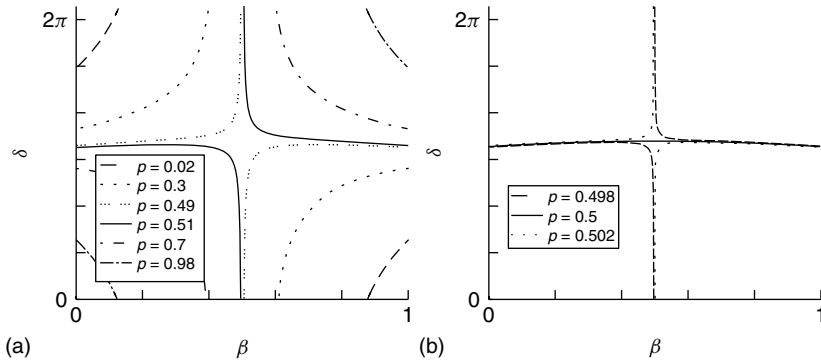 2π
δ
p = 0.02
p = 0.3
p = 0.49
p = 0.51
p = 0.7
p = 0.98
0
0
1
(a)
β
2π
δ
p = 0.498
p = 0.5
p = 0.502
0
0
1
(b)
β